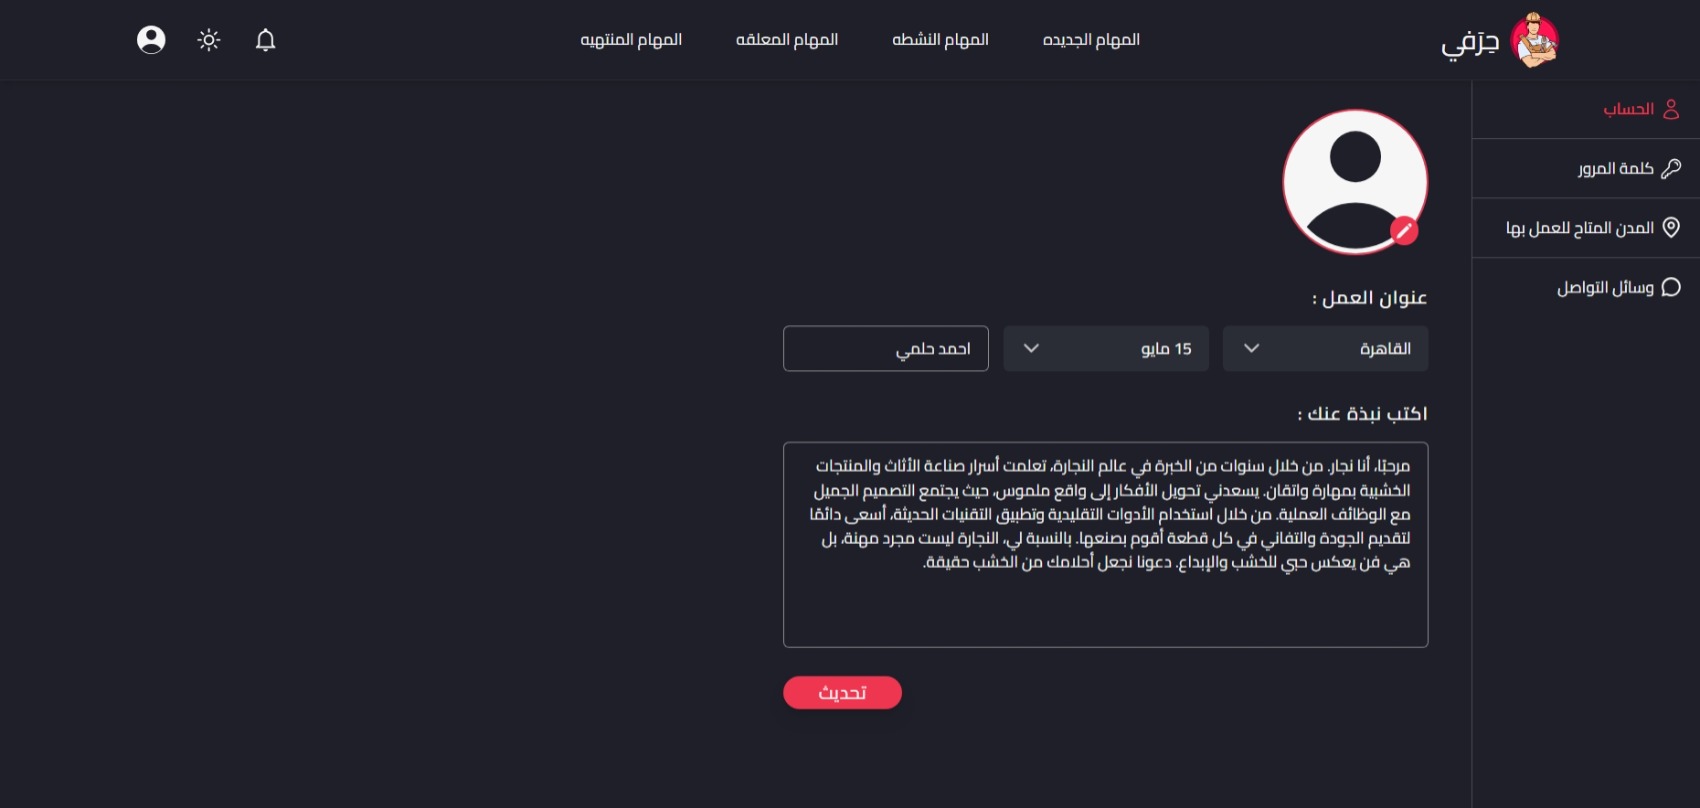 حِرَفي
المهام الجديده
المهام النشطه
المهام المعلقه
المهام المنتهيه
الحساب
كلمة المرور
المدن المتاح للعمل بها
وسائل التواصل
عنوان العمل :
القاهرة
15 مايو
احمد حلمي
اكتب نبذة عنك :
مرحبًا، أنا نجار. من خلال سنوات من الخبرة في عالم النجارة، تعلمت أسرار صناعة الأثاث والمنتجات
الخشبية بمهارة واتقان. يسعدني تحويل الأفكار إلى واقع ملموس، حيث يجتمع التصميم الجميل
مع الوظائف العملية. من خلال استخدام الأدوات التقليدية وتطبيق التقنيات الحديثة، أسعى دائمًا
لتقديم الجودة والتفاني في كل قطعة أقوم بصنعها. بالنسبة لي، النجارة ليست مجرد مهنة، بل
هي فن يعكس حبي للخشب والإبداع. دعونا نجعل أحلامك من الخشب حقيقة.
تحديث